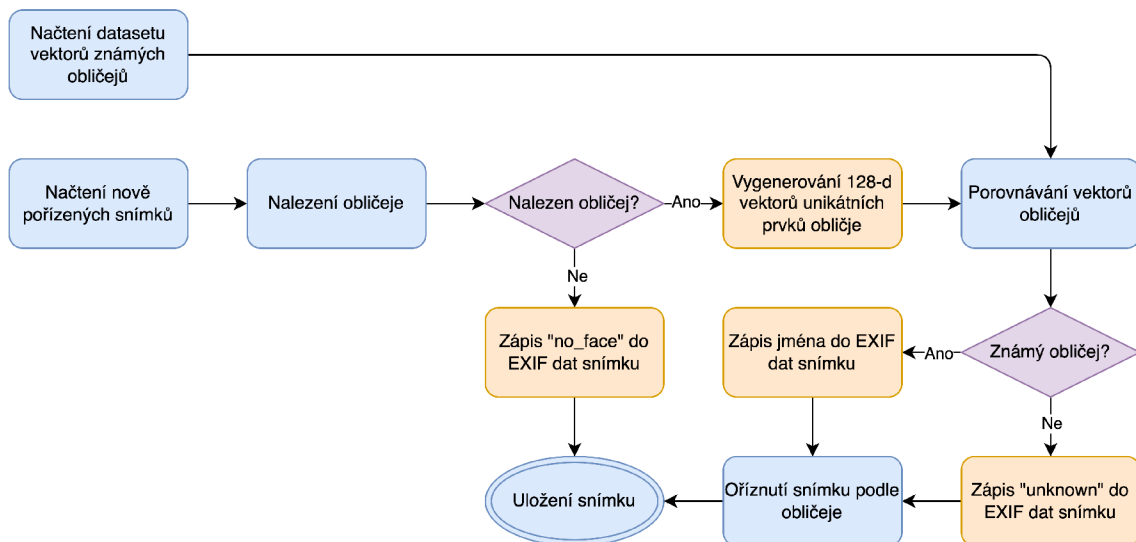 Načtení datasetu
vektorů známých
obličejů
Načtení nově
pořízených snímků
Nalezení obličeje
Nalezen obličej?
Ano
Vygenerování 128-d
vektorů unikátních
prvků obličje
Porovnávání vektorů
obličejů
Ne
Zápis "no_face" do
EXIF dat snímku
Zápis jména do EXIF
dat snímku
Ano
Známý obličej?
Ne
Uložení snímku
Oříznutí snímku podle
obličeje
Zápis "unknown" do
EXIF dat snímku